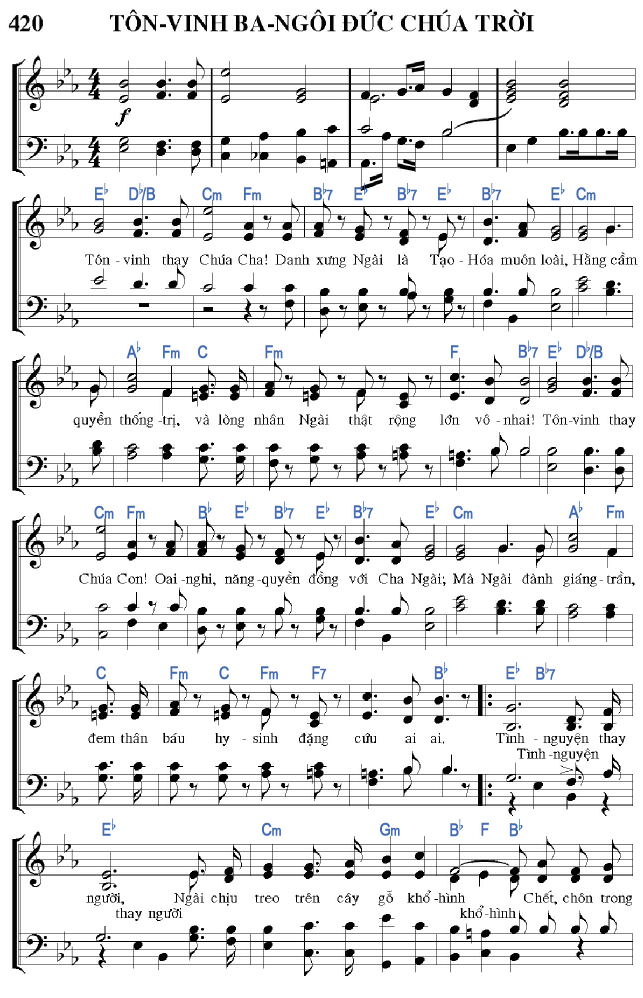 420 TÔN-VINH BA-NGÔI ĐỨC CHÚA TRỜI
f
E♭ D♭/B Cm Fm B♭7 E♭ B♭7 E♭ B♭7 E♭ Cm
Tôn-vinh thay Chúa Cha! Danh xưng Ngài là Tạo-Hóa muôn loài, Hằng cầm
A♭ Fm C Fm F B♭7 E♭ D♭/B
quyền thống-trị, và lòng nhân Ngài thật rộng lớn vô-nhai! Tôn-vinh thay
Cm Fm B♭ E♭ B♭7 E♭ B♭7 E♭ Cm A♭ Fm
Chúa Con! Oai-nghi, năng-quyền đồng với Cha Ngài; Mà Ngài đành giáng-trần,
C Fm C Fm F7 B♭ E♭ B♭7
đem thân báu hy-sinh đặng cứu ai ai. Tình-nguyện thay
Tình-nguyện
E♭ Cm Gm B♭ F B♭
người, Ngài chịu treo trên cây gỗ khổ-hình Chết, chôn trong
thay người khổ-hình